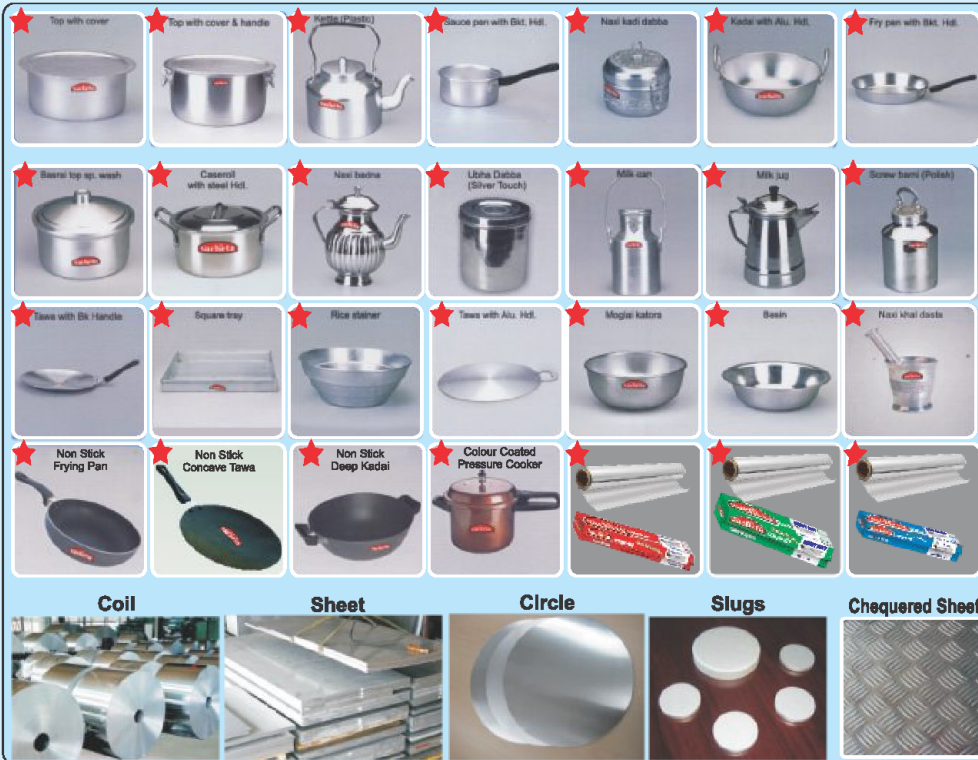 Top with cover
Top with cover & handle
Kettle (Plastic)
Sauce pen with Bkt. Hdl.
Naxi kadi dabba
Kadai with Alu. Hdl.
Fry pen with Bkt. Hdl.
Basrai top sp. wash
Caseroll
with steel Hdl.
Naxi badna
Ubha Dabba
(Silver Touch)
Milk can
Milk jug
Screw barni (Polish)
Tawa with Bk Handle
Square tray
Rice stainer
Tawa with Alu. Hdl.
Moglai katora
Besin
Naxi khal dasta
Non Stick
Frying Pan
Non Stick
Concave Tawa
Non Stick
Deep Kadai
Colour Coated
Pressure Cooker
sacheta
Coil
Sheet
Circle
Slugs
Chequered Sheet